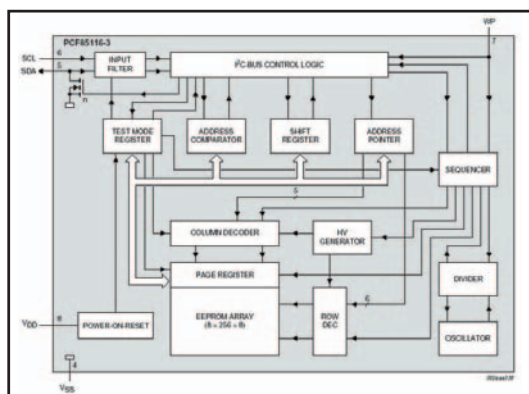 PCF85116-3
WP
7
SCL
6
SDA
5
INPUT
FILTER
I²C-BUS CONTROL LOGIC
n
TEST MODE
REGISTER
ADDRESS
COMPARATOR
SHIFT
REGISTER
ADDRESS
POINTER
SEQUENCER
5
COLUMN DECODER
HV
GENERATOR
PAGE REGISTER
DIVIDER
6
EEPROM ARRAY
(8 × 256 × 8)
ROW
DEC
OSCILLATOR
VDD
8
POWER-ON-RESET
4
VSS